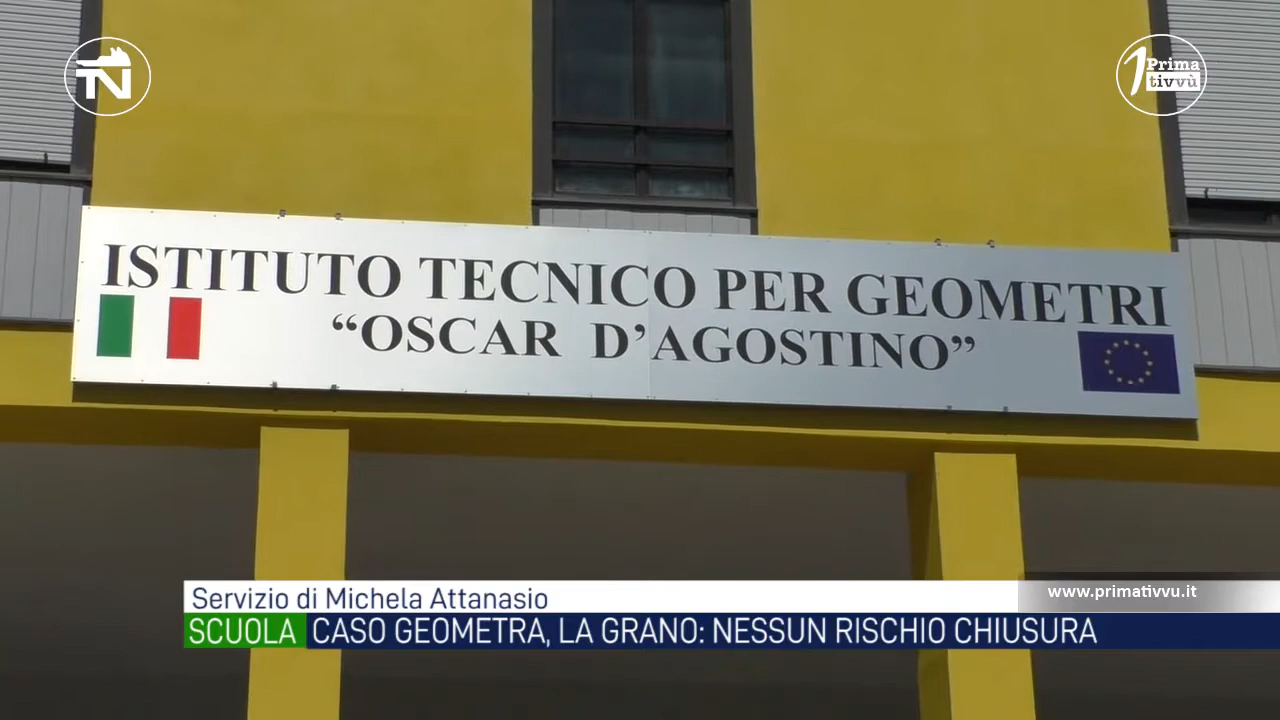 TN
1 Prima
tivvù
ISTITUTO TECNICO PER GEOMETRI
“OSCAR D’AGOSTINO”
www.primativvu.it
Servizio di Michela Attanasio
SCUOLA CASO GEOMETRA, LA GRANO: NESSUN RISCHIO CHIUSURA